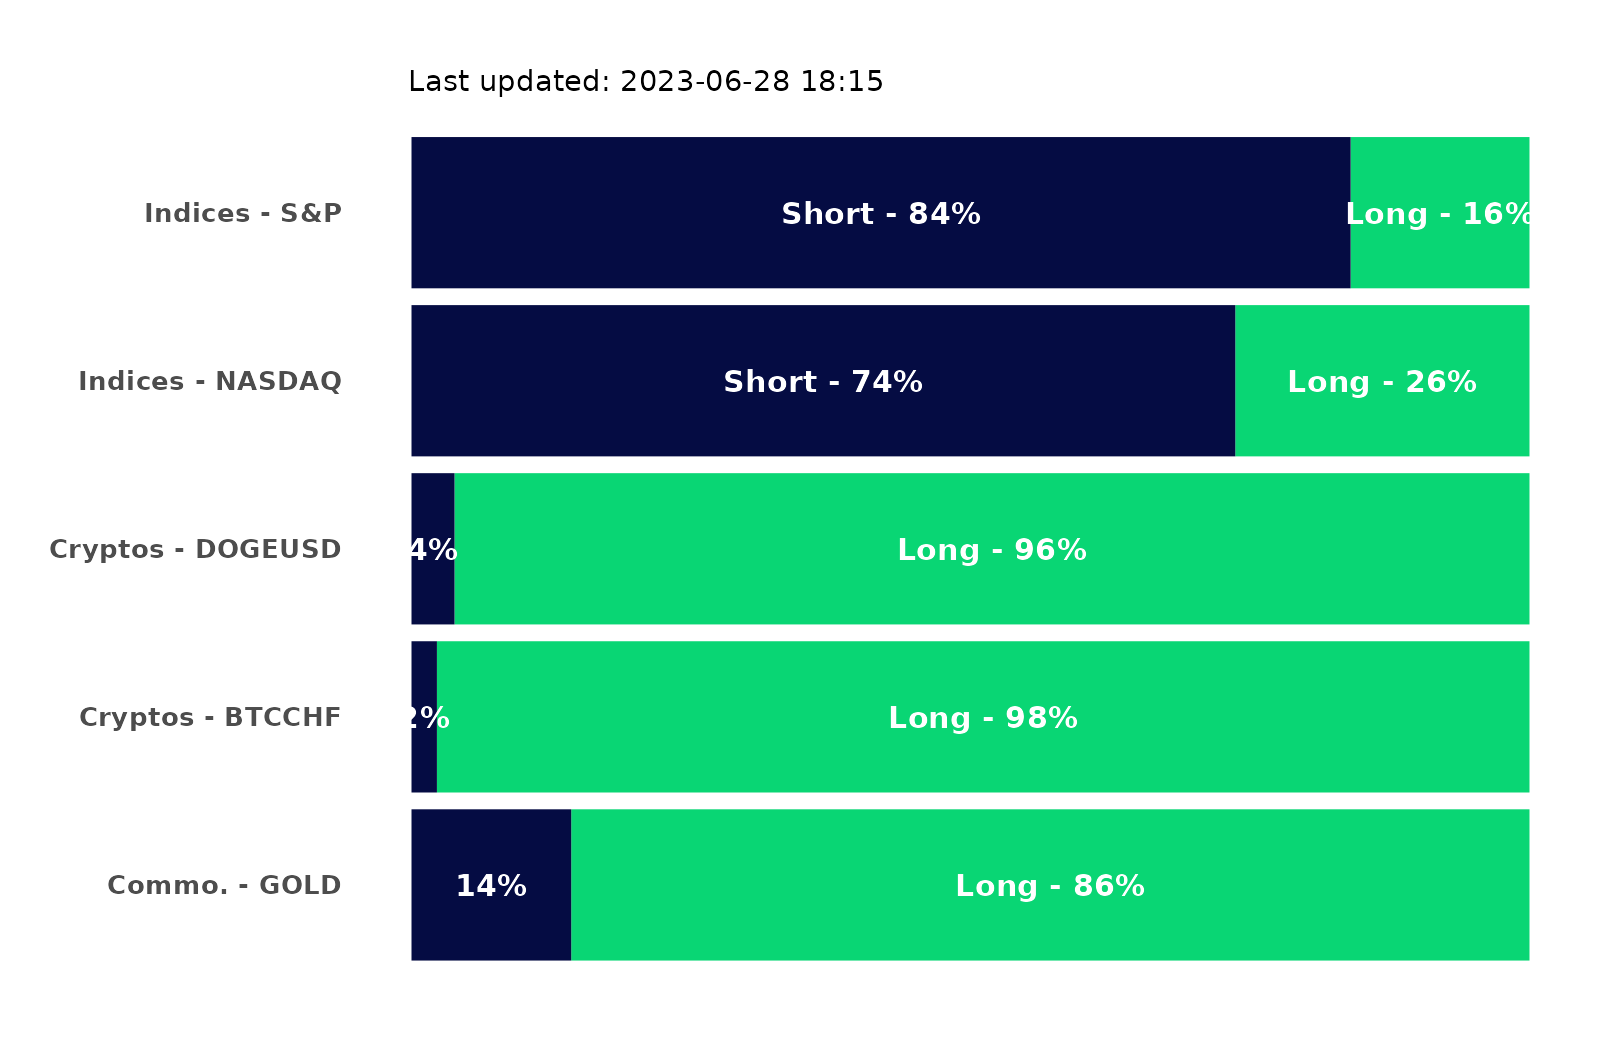 Last updated: 2023-06-28 18:15
Indices - S&P Short - 84% Long - 16%
Indices - NASDAQ Short - 74% Long - 26%
Cryptos - DOGEUSD 4% Long - 96%
Cryptos - BTCCHF 2% Long - 98%
Commo. - GOLD 14% Long - 86%